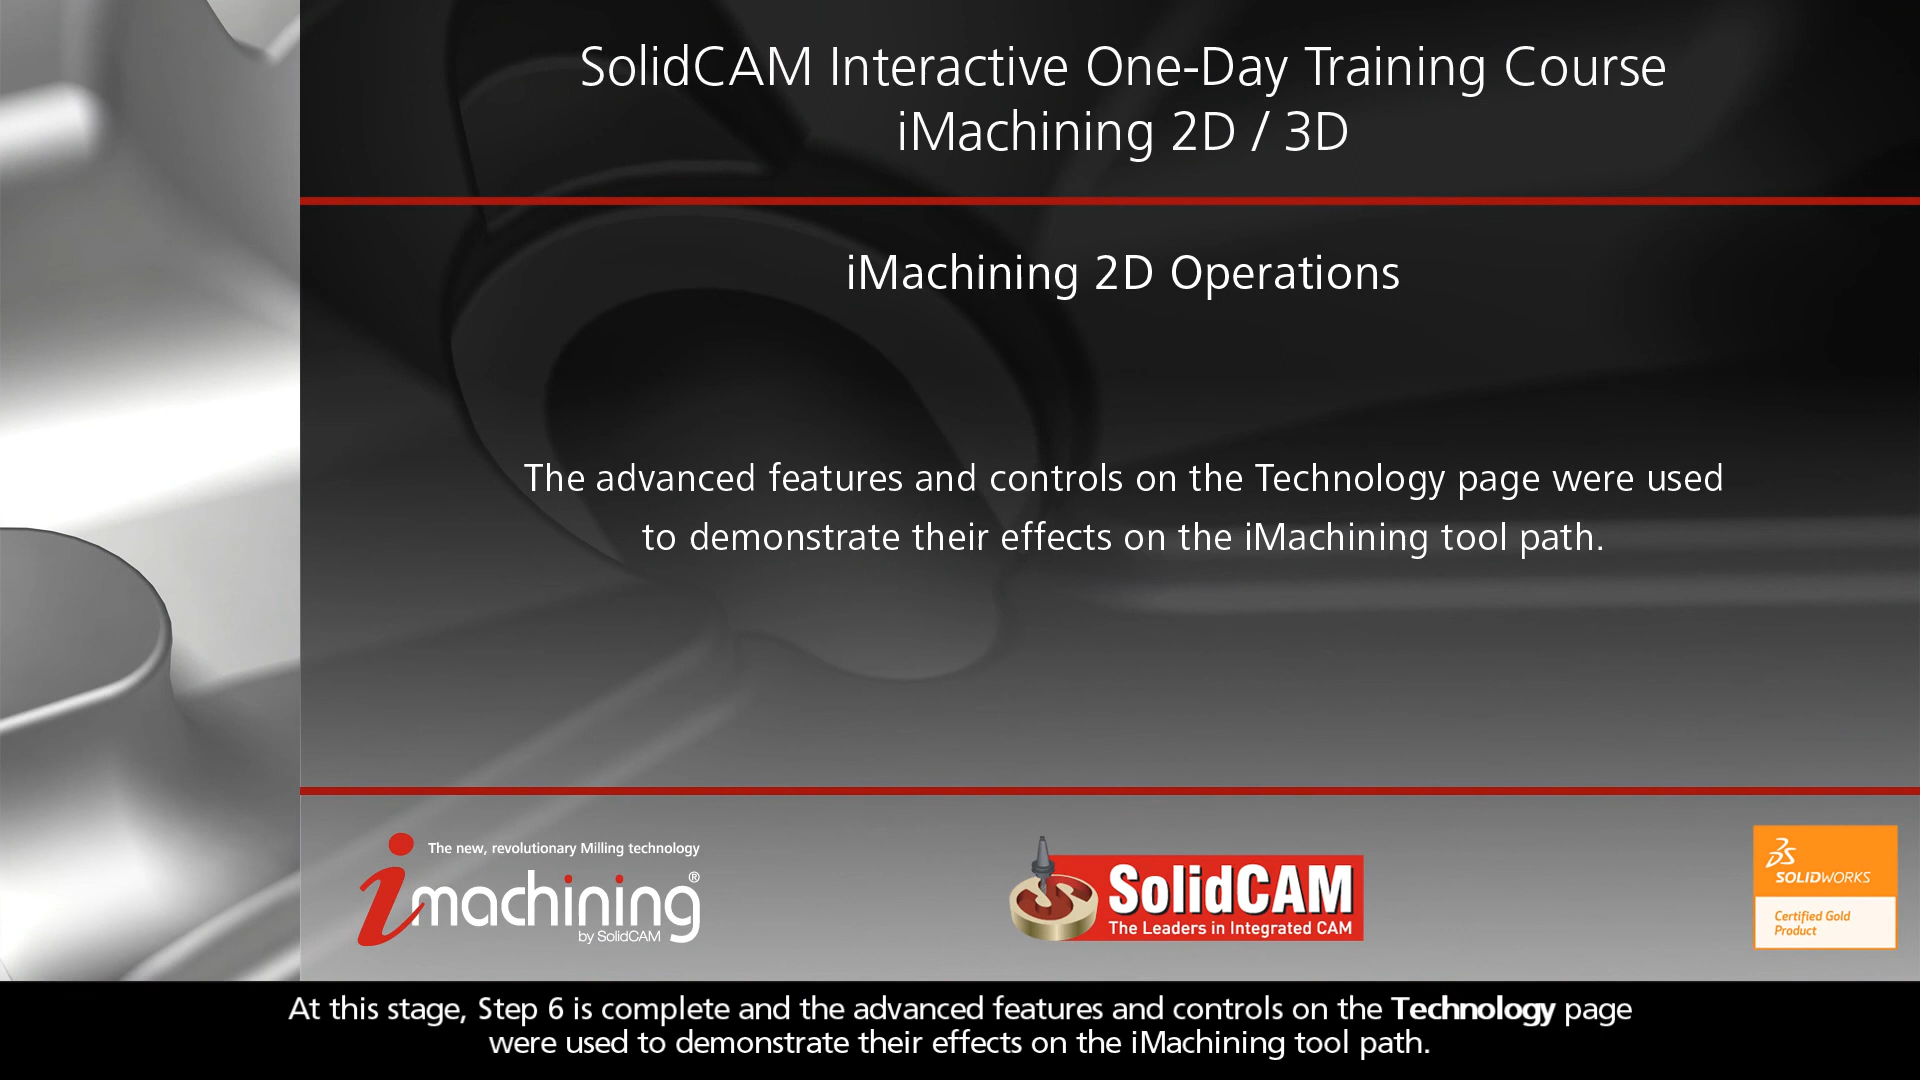 SolidCAM Interactive One-Day Training Course
iMachining 2D / 3D
iMachining 2D Operations
The advanced features and controls on the Technology page were used
to demonstrate their effects on the iMachining tool path.
The new, revolutionary Milling technology
imachining®
by SolidCAM
SolidCAM
The Leaders in Integrated CAM
SOLIDWORKS
Certified Gold
Product
At this stage, Step 6 is complete and the advanced features and controls on the Technology page
were used to demonstrate their effects on the iMachining tool path.